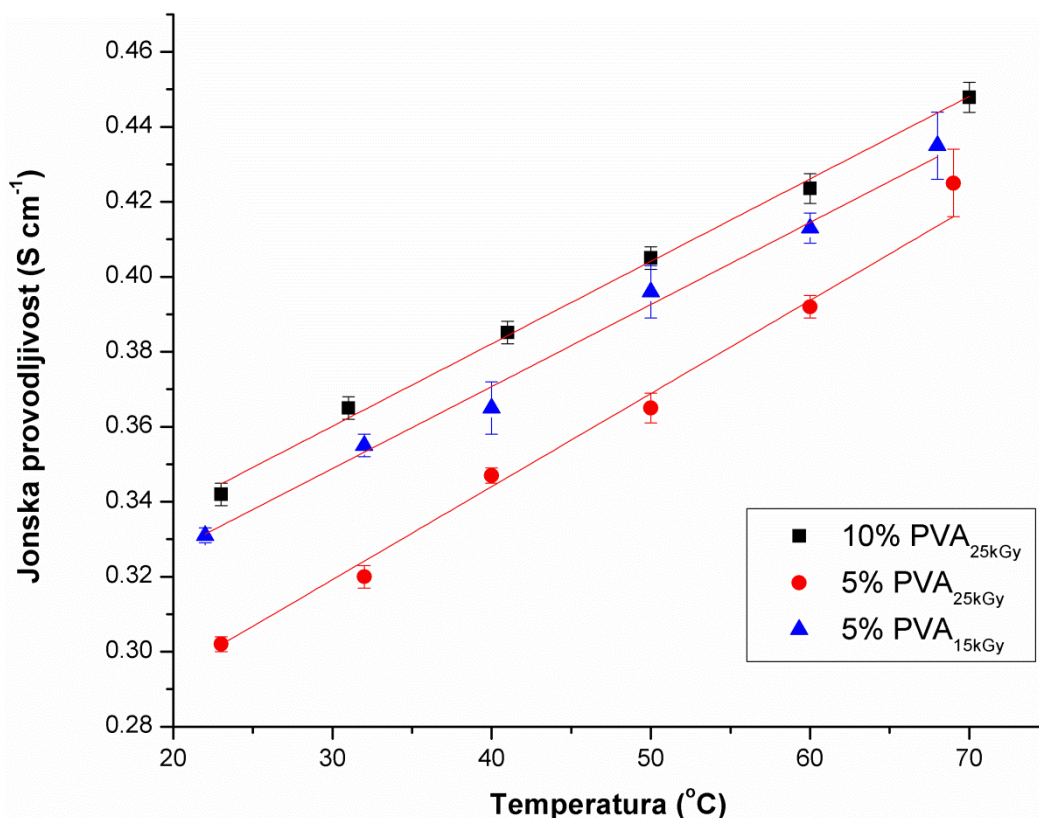 0.46
0.44
0.42
0.40
0.38
0.36
0.34
0.32
0.30
0.28
Jonska provodljivost (S cm⁻¹)
10% PVA₂₅ₖGy
5% PVA₂₅ₖGy
5% PVA₁₅ₖGy
20 30 40 50 60 70
Temperatura (°C)